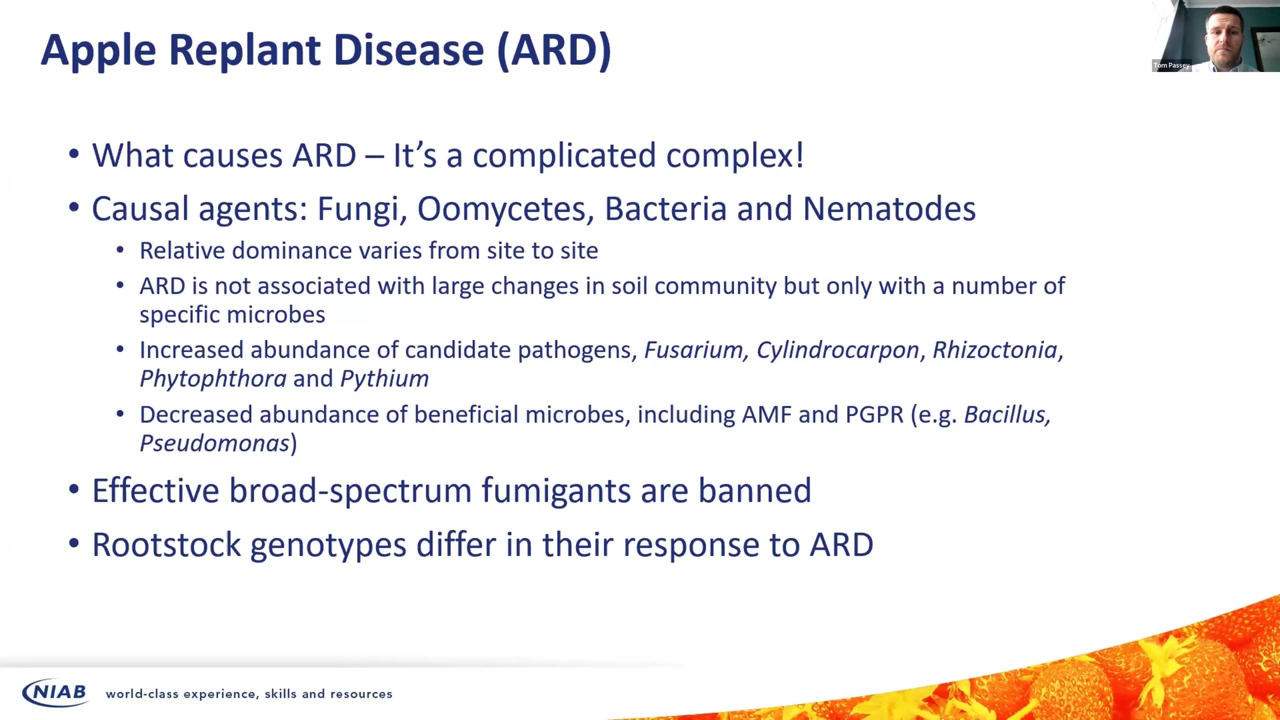 Apple Replant Disease (ARD)
Tom Passey
• What causes ARD – It’s a complicated complex!
• Causal agents: Fungi, Oomycetes, Bacteria and Nematodes
• Relative dominance varies from site to site
• ARD is not associated with large changes in soil community but only with a number of
specific microbes
• Increased abundance of candidate pathogens, Fusarium, Cylindrocarpon, Rhizoctonia,
Phytophthora and Pythium
• Decreased abundance of beneficial microbes, including AMF and PGPR (e.g. Bacillus,
Pseudomonas)
• Effective broad-spectrum fumigants are banned
• Rootstock genotypes differ in their response to ARD
NIAB world-class experience, skills and resources